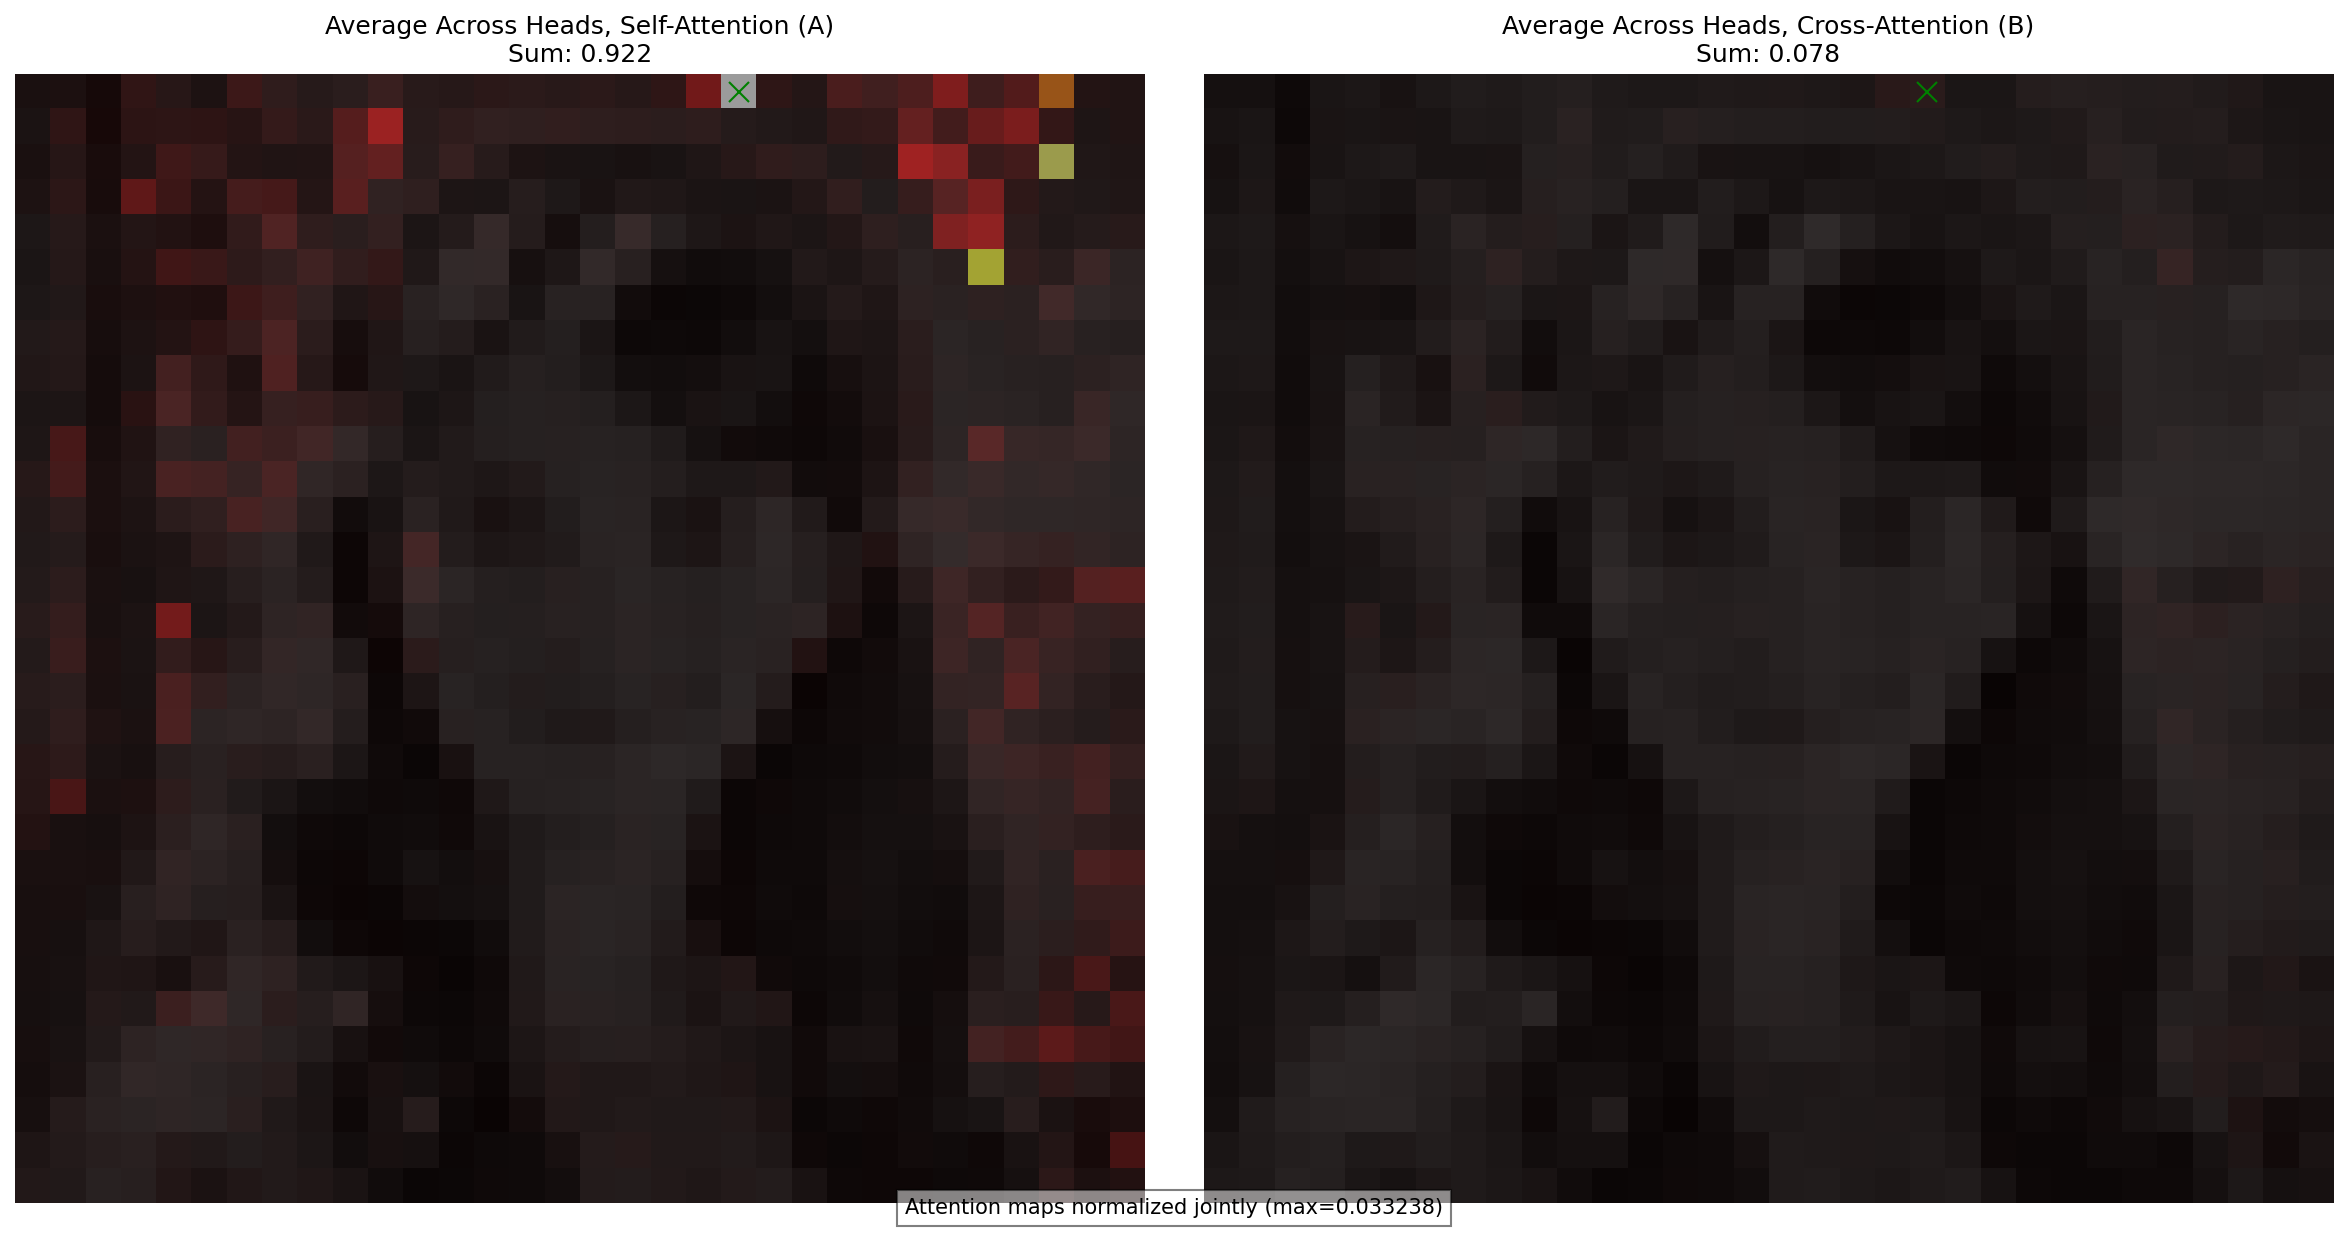 Average Across Heads, Self-Attention (A)
Sum: 0.922
Average Across Heads, Cross-Attention (B)
Sum: 0.078
Attention maps normalized jointly (max=0.033238)